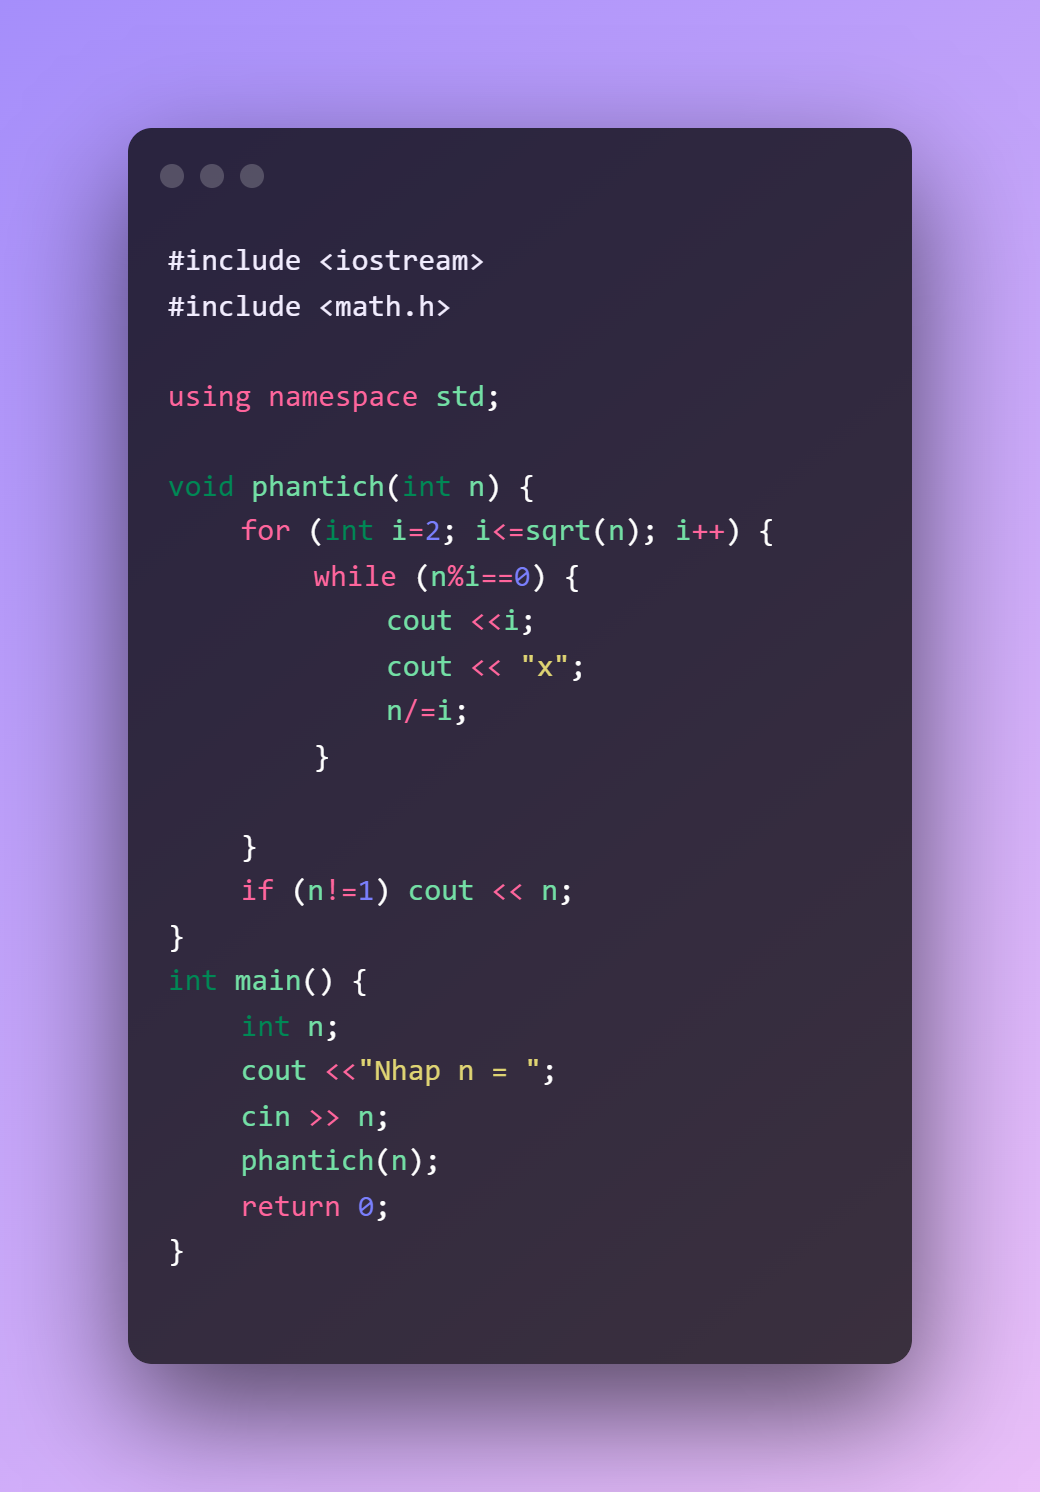 #include <iostream>
#include <math.h>
using namespace std;
void phantich(int n) {
for (int i=2; i<=sqrt(n); i++) {
while (n%i==0) {
cout <<i;
cout << "x";
n/=i;
}
}
if (n!=1) cout << n;
}
int main() {
int n;
cout <<"Nhap n = ";
cin >> n;
phantich(n);
return 0;
}